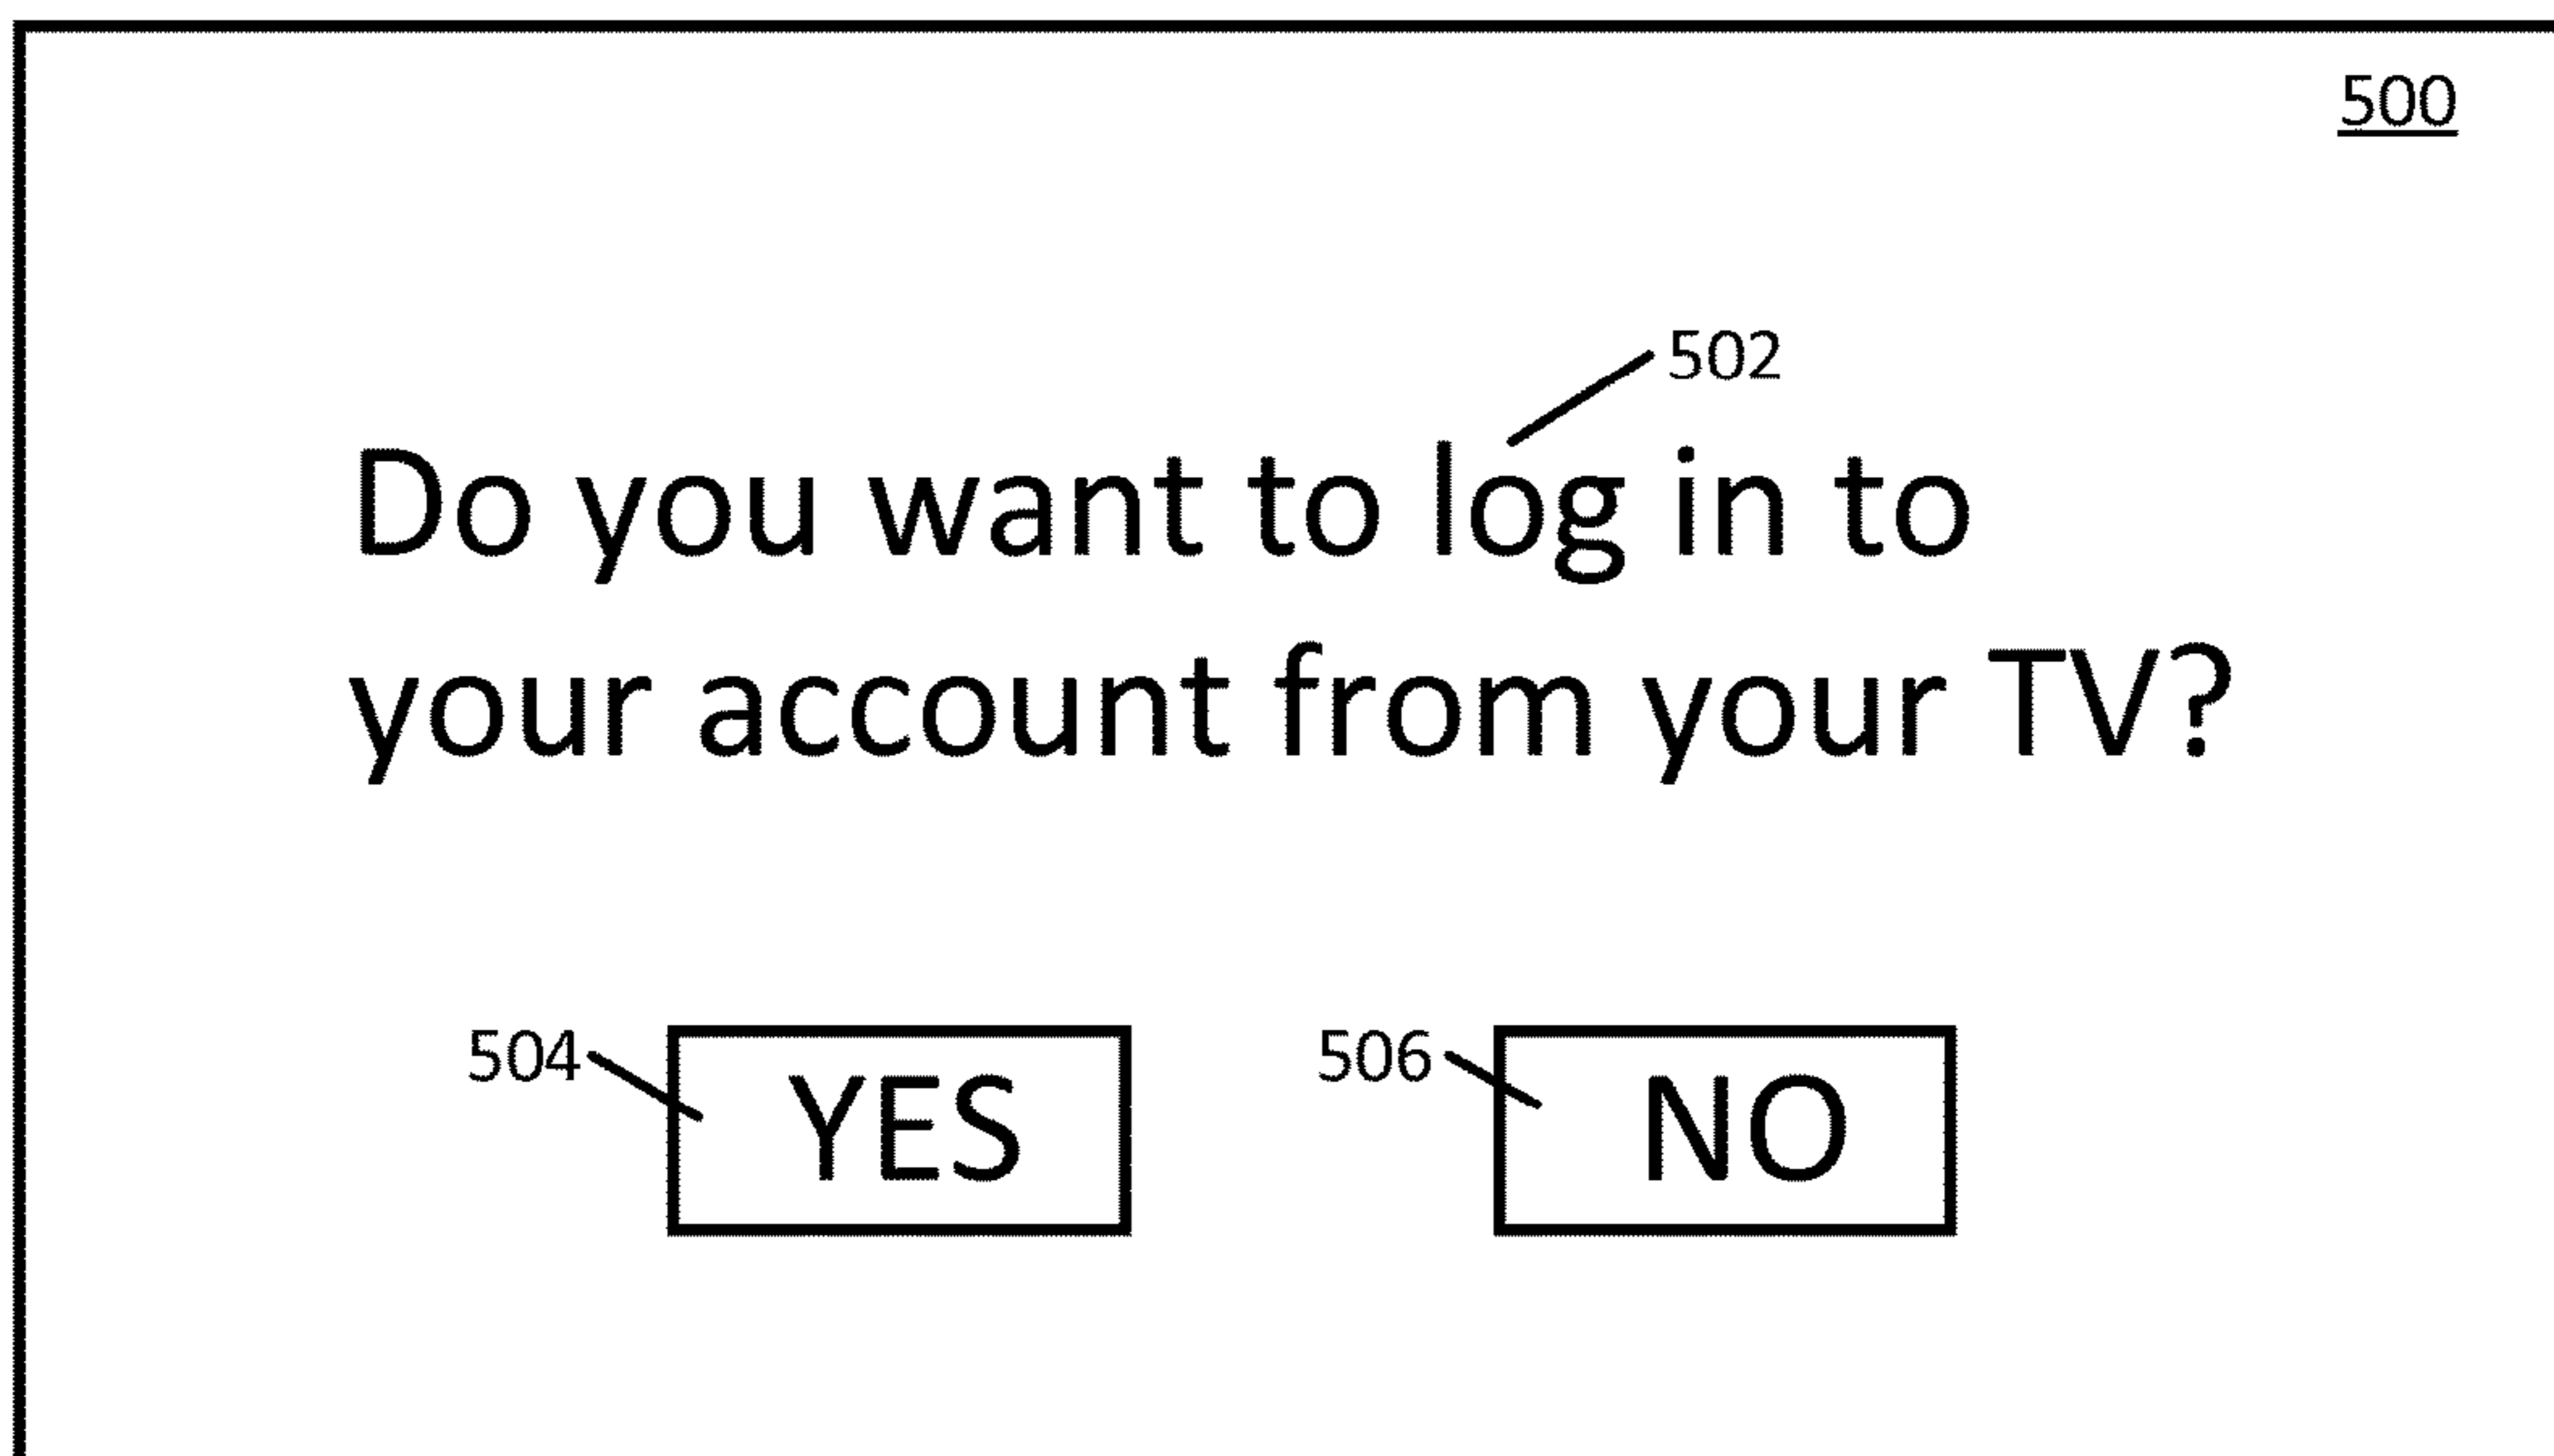 500
502
Do you want to log in to
your account from your TV?
504 YES 506 NO